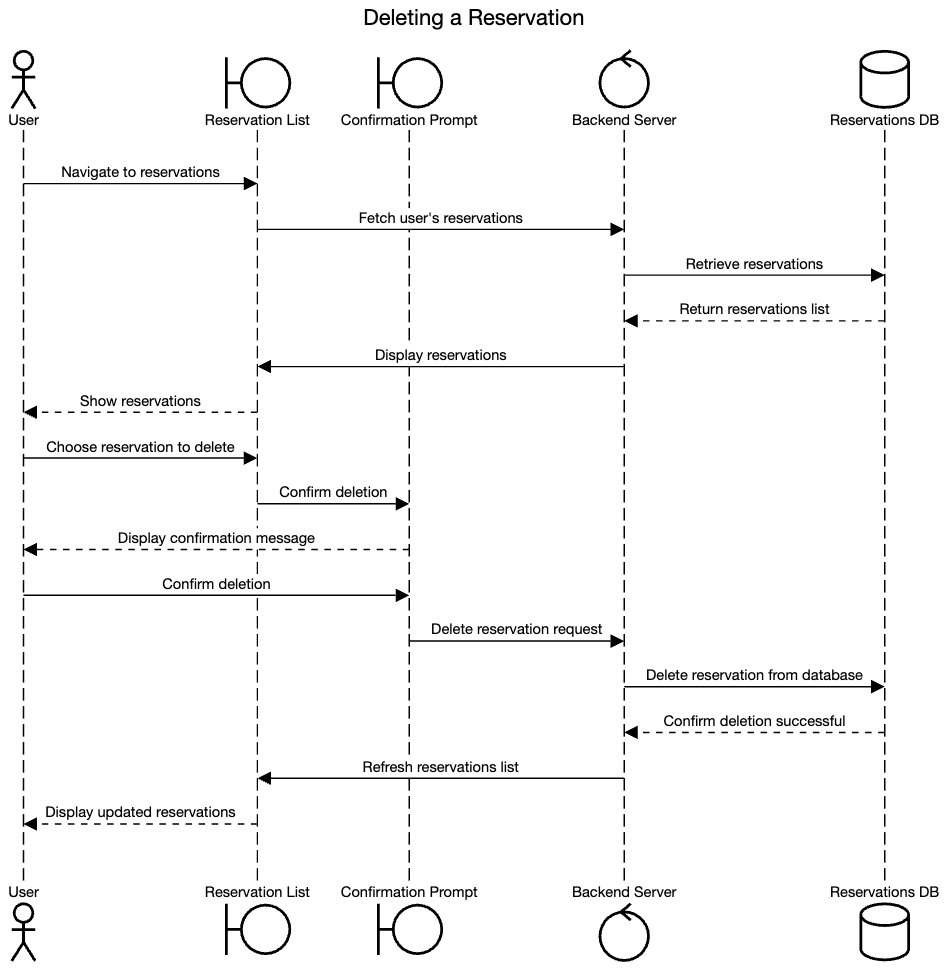 Deleting a Reservation
User
Reservation List
Confirmation Prompt
Backend Server
Reservations DB
Navigate to reservations
Fetch user's reservations
Retrieve reservations
Return reservations list
Display reservations
Show reservations
Choose reservation to delete
Confirm deletion
Display confirmation message
Confirm deletion
Delete reservation request
Delete reservation from database
Confirm deletion successful
Refresh reservations list
Display updated reservations
User
Reservation List
Confirmation Prompt
Backend Server
Reservations DB